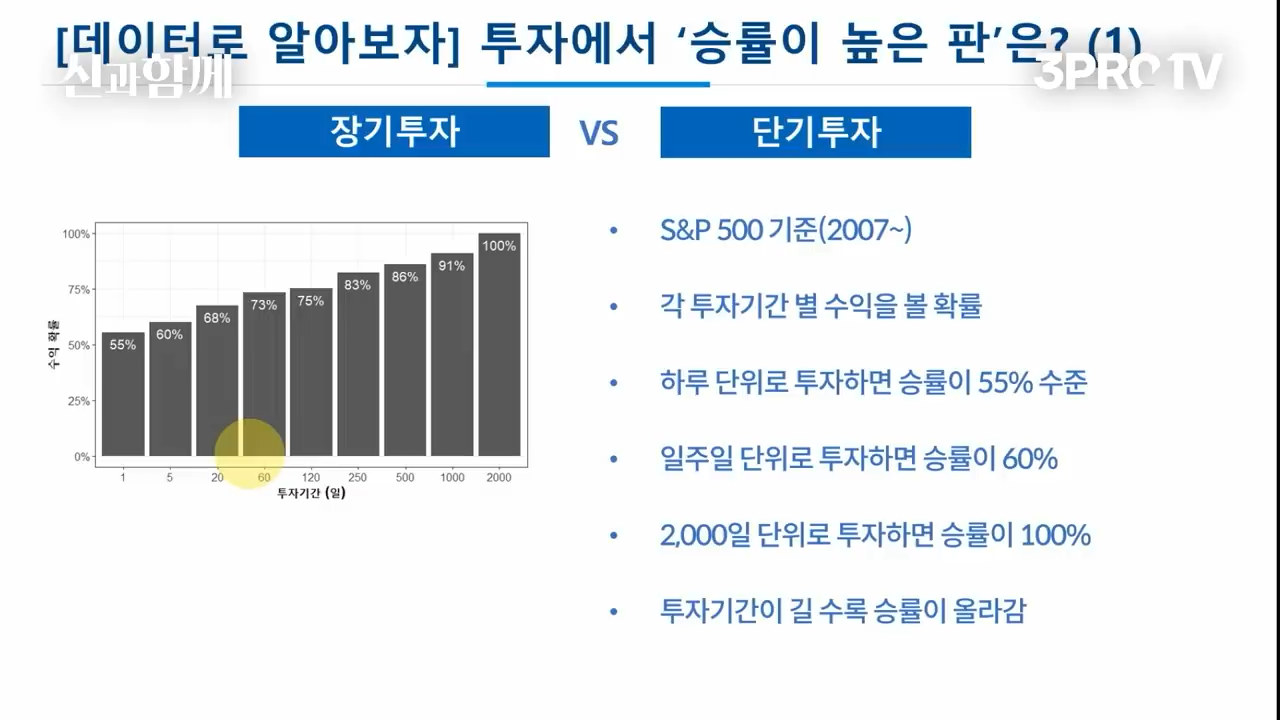 [데이터로 알아보자] 투자에서 ‘승률이 높은 판’은? (1)
신과함께
3PRO TV
장기투자 VS 단기투자
수익 확률
100%
75%
50%
25%
0%
55% 60% 68% 73% 75% 83% 86% 91% 100%
1 5 20 60 120 250 500 1000 2000
투자기간 (일)
• S&P 500 기준(2007~)
• 각 투자기간 별 수익을 볼 확률
• 하루 단위로 투자하면 승률이 55% 수준
• 일주일 단위로 투자하면 승률이 60%
• 2,000일 단위로 투자하면 승률이 100%
• 투자기간이 길 수록 승률이 올라감